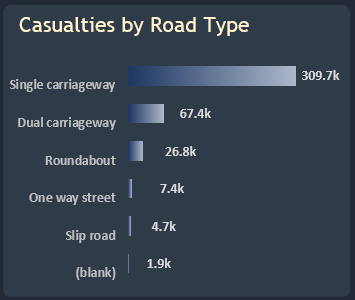 Casualties by Road Type
Single carriageway 309.7k
Dual carriageway 67.4k
Roundabout 26.8k
One way street 7.4k
Slip road 4.7k
(blank) 1.9k